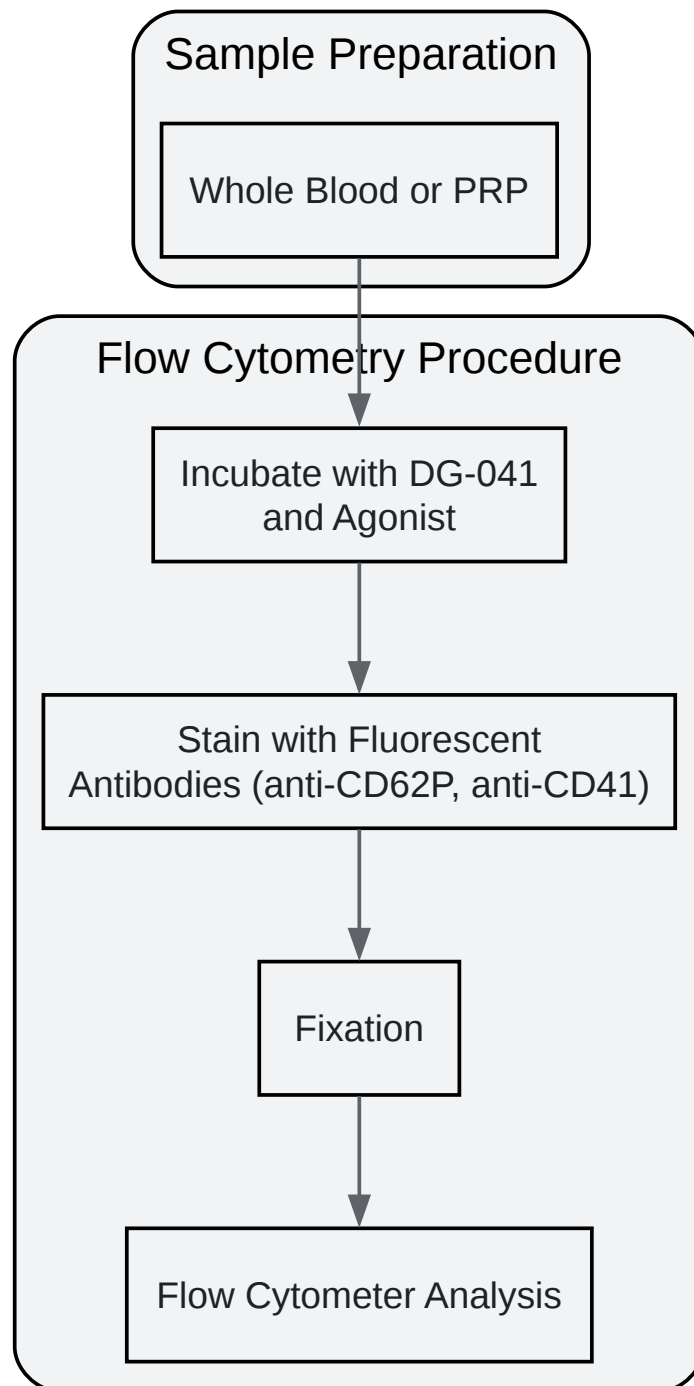 Sample Preparation
Whole Blood or PRP
Flow Cytometry Procedure
Incubate with DG-041
and Agonist
Stain with Fluorescent
Antibodies (anti-CD62P, anti-CD41)
Fixation
Flow Cytometer Analysis